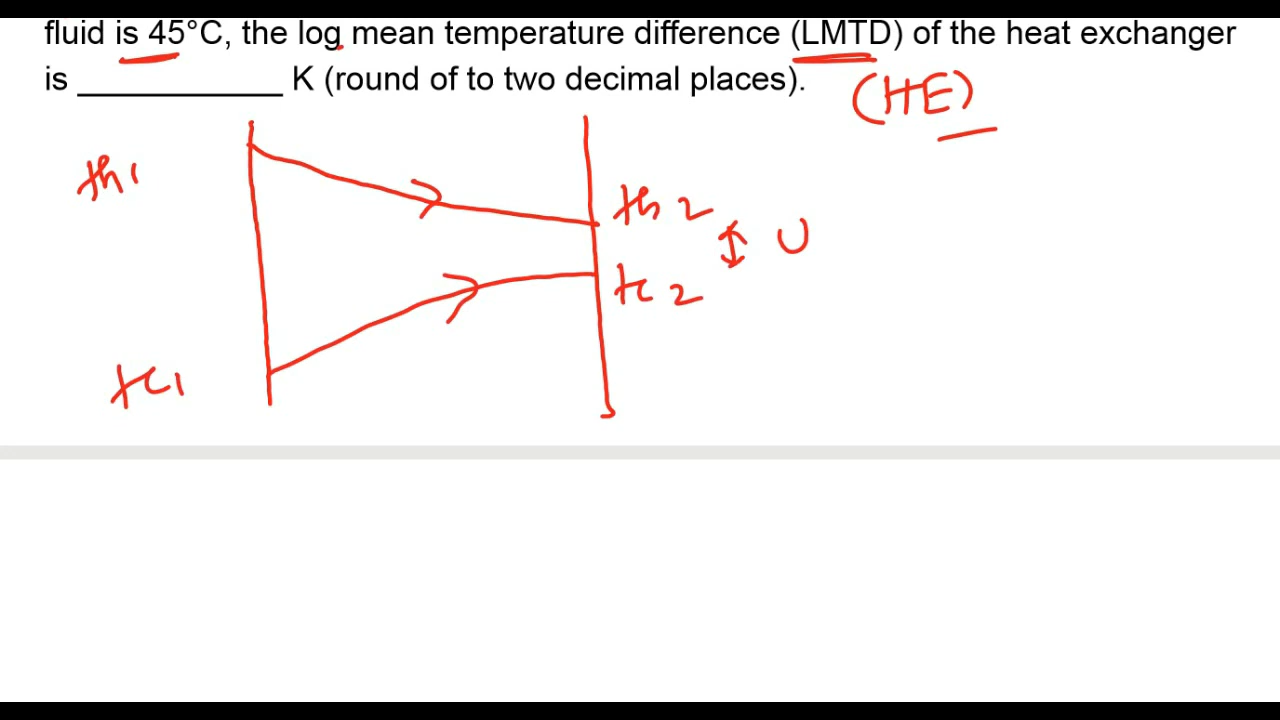 fluid is 45°C, the log mean temperature difference (LMTD) of the heat exchanger
is ____________ K (round of to two decimal places). (HE)
th1
th2
U
tc2
tc1